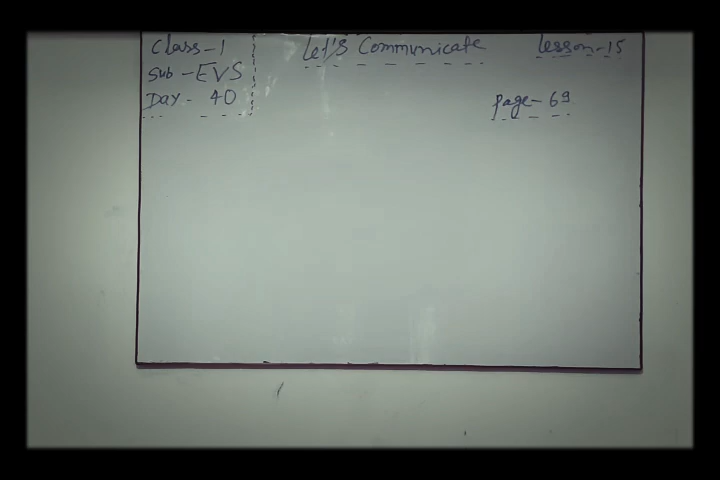 Class-1
Let's Communicate
Lesson-15
Sub-EVS
Day- 40
Page-69